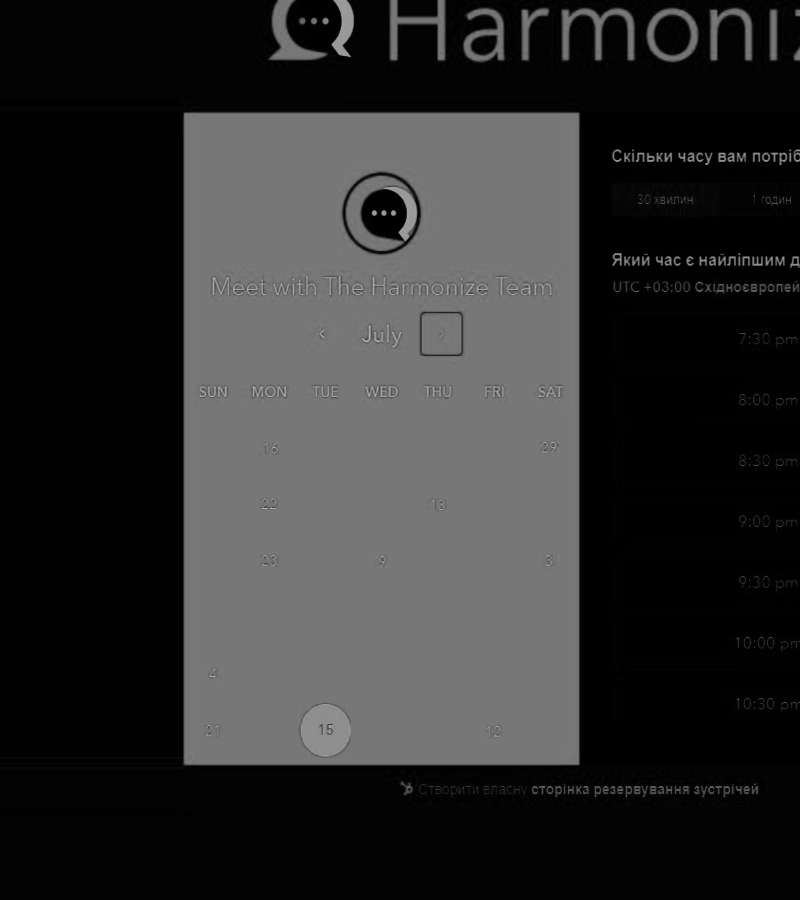 Harmoniz
Meet with The Harmonize Team
July
SUN MON TUE WED THU FRI SAT
16 29
22 13
23 9 3
4
21 15 12
Скільки часу вам потріб
30 хвилин 1 годин
Який час є найліпшим д
UTC +03:00 Східноєвропей
7:30 pm
8:00 pm
8:30 pm
9:00 pm
9:30 pm
10:00 pm
10:30 pm
Створити власну сторінка резервування зустрічей